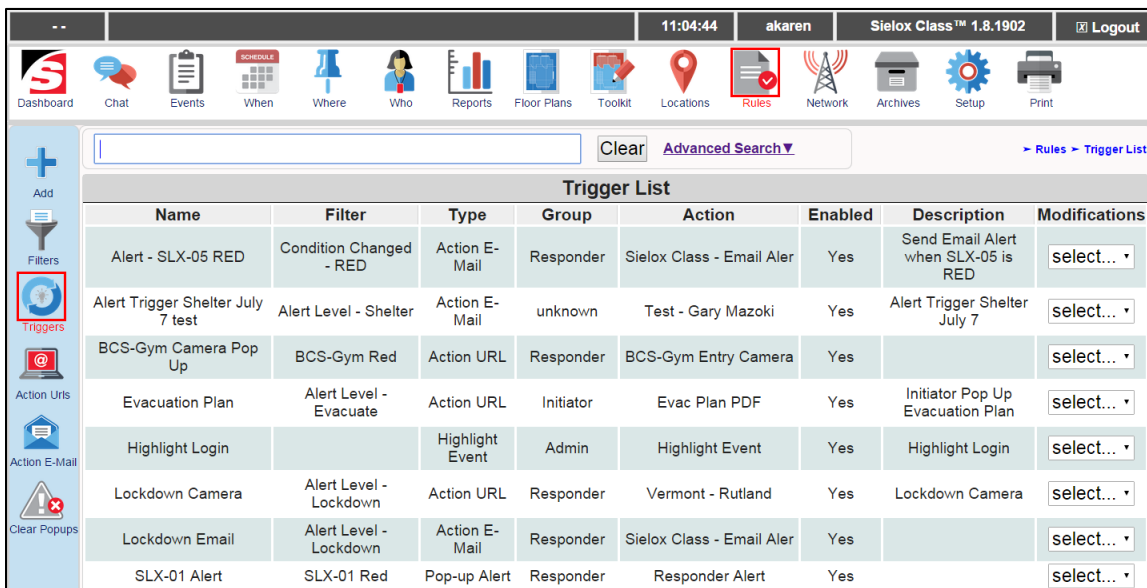 - -
11:04:44
akaren
Sielox Class™ 1.8.1902
Logout
SCHEDULE
Dashboard
Chat
Events
When
Where
Who
Reports
Floor Plans
Toolkit
Locations
Rules
Network
Archives
Setup
Print
Add
Filters
Triggers
@
Action Urls
Action E-Mail
Clear Popups
Clear
Advanced Search▼
➢ Rules ➢ Trigger List
Trigger List
Name Filter Type Group Action Enabled Description Modifications
Alert - SLX-05 RED
Condition Changed
- RED
Action E-
Mail
Responder
Sielox Class - Email Aler
Yes
Send Email Alert
when SLX-05 is
RED
select...
Alert Trigger Shelter July
7 test
Alert Level - Shelter
Action E-
Mail
unknown
Test - Gary Mazoki
Yes
Alert Trigger Shelter
July 7
select...
BCS-Gym Camera Pop
Up
BCS-Gym Red
Action URL
Responder
BCS-Gym Entry Camera
Yes
select...
Evacuation Plan
Alert Level -
Evacuate
Action URL
Initiator
Evac Plan PDF
Yes
Initiator Pop Up
Evacuation Plan
select...
Highlight Login
Highlight
Event
Admin
Highlight Event
Yes
Highlight Login
select...
Lockdown Camera
Alert Level -
Lockdown
Action URL
Responder
Vermont - Rutland
Yes
Lockdown Camera
select...
Lockdown Email
Alert Level -
Lockdown
Action E-
Mail
Responder
Sielox Class - Email Aler
Yes
select...
SLX-01 Alert
SLX-01 Red
Pop-up Alert
Responder
Responder Alert
Yes
select...